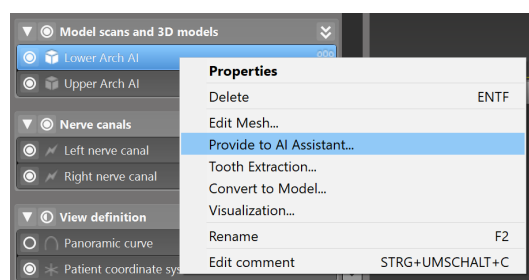 Model scans and 3D models
Lower Arch AI
Upper Arch AI
Nerve canals
Left nerve canal
Right nerve canal
View definition
Panoramic curve
Patient coordinate sys
Properties
Delete ENTF
Edit Mesh...
Provide to AI Assistant...
Tooth Extraction...
Convert to Model...
Visualization...
Rename F2
Edit comment STRG+UMSCHALT+C